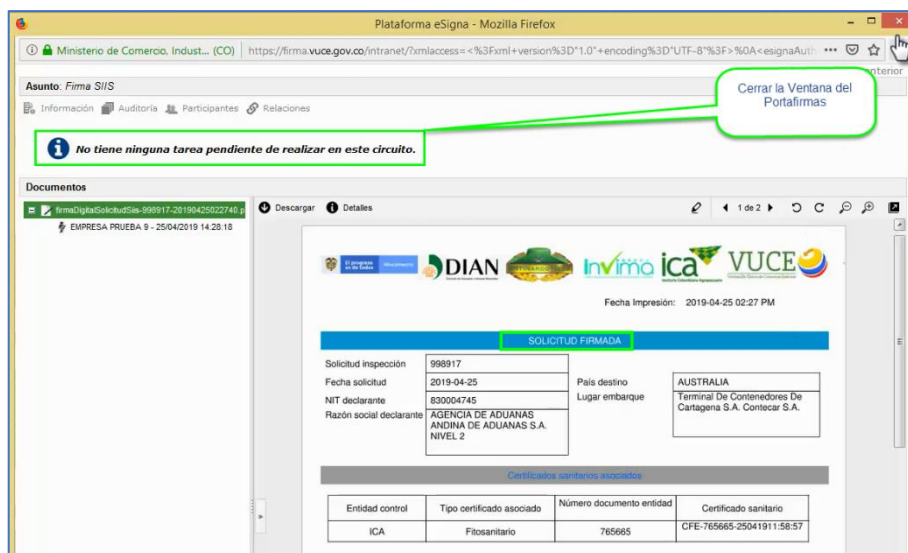 Plataforma eSigna - Mozilla Firefox
Ministerio de Comercio, Indust... (CO) https://firma.vuce.gov.co/intranet/?xmlaccess=<%3Fxml+version%3D"1.0"+encoding%3D"UTF-8"%3F>%0A<esignaAuth
anterior
Asunto: Firma SIIS
Cerrar la Ventana del
Portafirmas
Información Auditoría Participantes Relaciones
No tiene ninguna tarea pendiente de realizar en este circuito.
Documentos
firmaDigitalSolicitudSiis-998917-20190425022740.p
EMPRESA PRUEBA 9 - 25/04/2019 14:28:18
Descargar Detalles 1 de 2
El progreso es de todos
DIAN ANTINARCOTICOS invima ica VUCE
Fecha Impresión: 2019-04-25 02:27 PM
SOLICITUD FIRMADA
Solicitud inspección 998917
Fecha solicitud 2019-04-25 País destino AUSTRALIA
NIT declarante 830004745 Lugar embarque Terminal De Contenedores De
Cartagena S.A. Contecar S.A.
Razón social declarante AGENCIA DE ADUANAS
ANDINA DE ADUANAS S.A.
NIVEL 2
Certificados sanitarios asociados
Entidad control Tipo certificado asociado Número documento entidad Certificado sanitario
ICA Fitosanitario 765665 CFE-765665-25041911:58:57